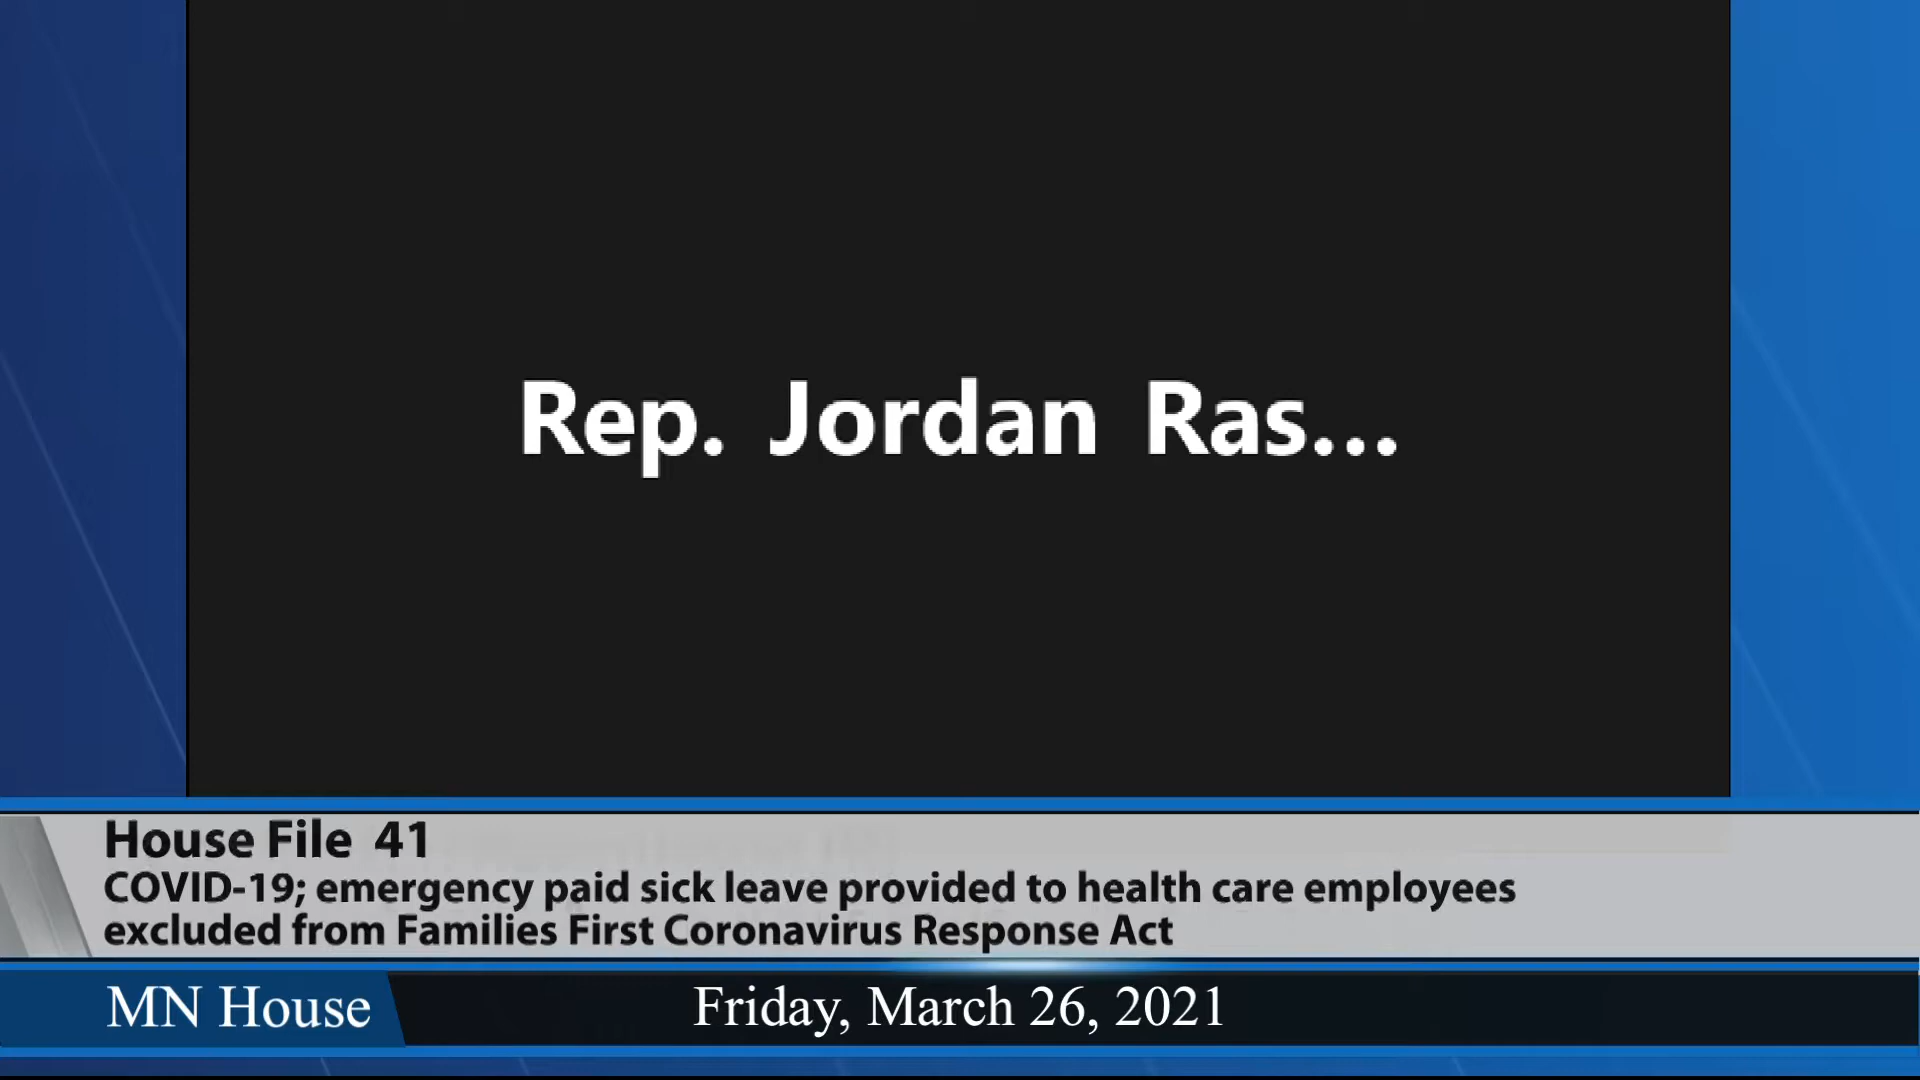 Rep. Jordan Ras...
House File 41
COVID-19; emergency paid sick leave provided to health care employees
excluded from Families First Coronavirus Response Act
MN House
Friday, March 26, 2021